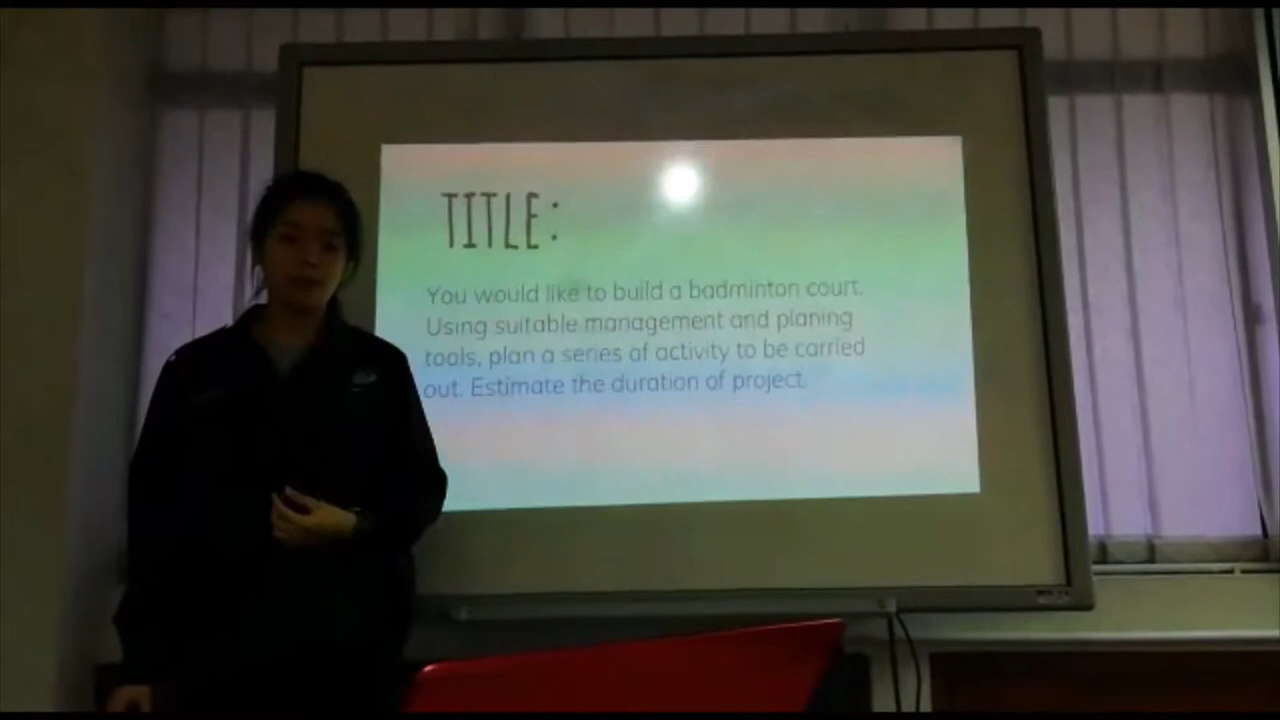 TITLE:
You would like to build a badminton court.
Using suitable management and planing
tools, plan a series of activity to be carried
out. Estimate the duration of project.